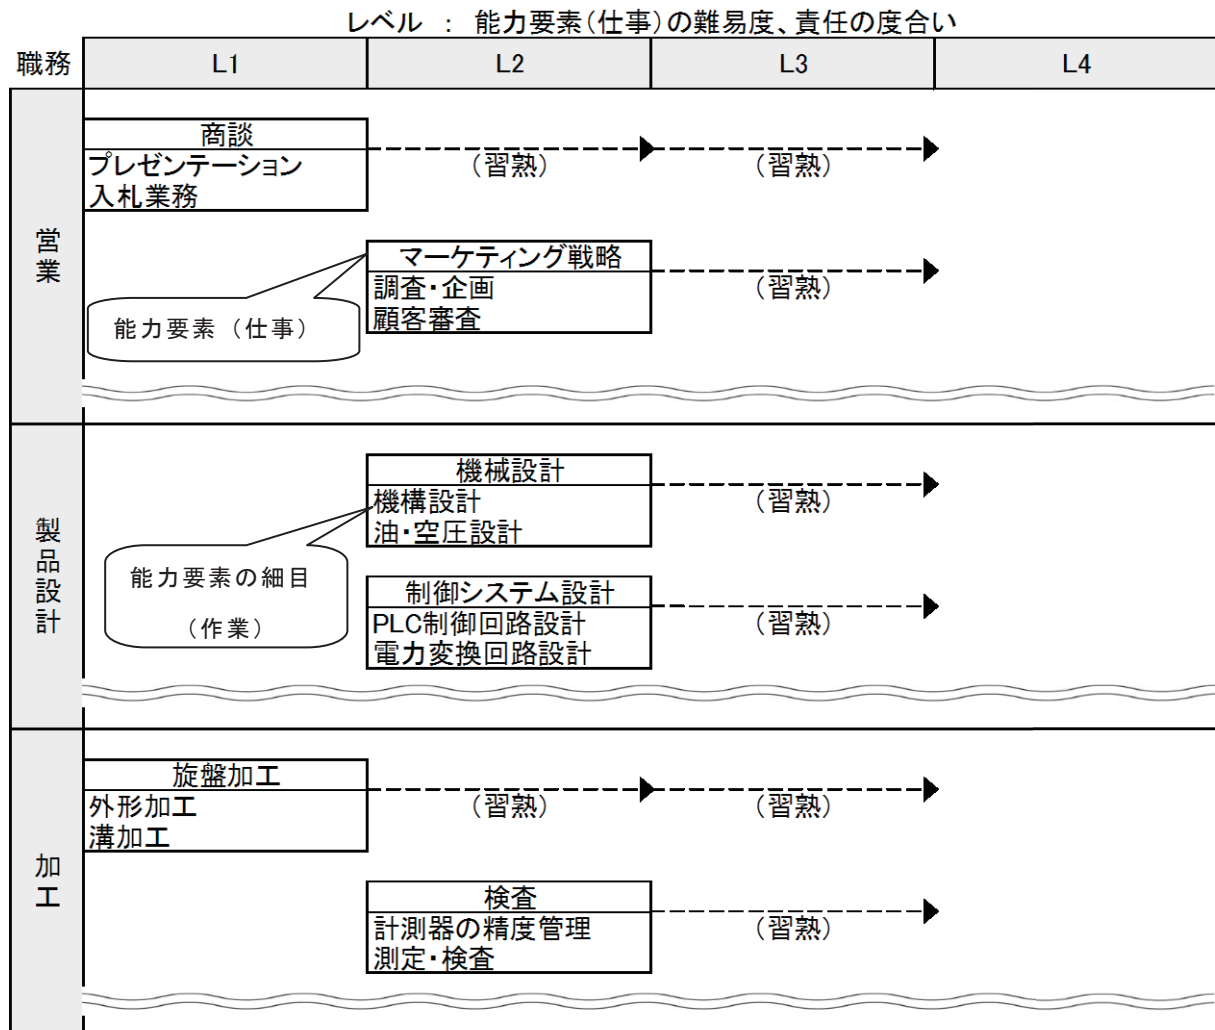 レベル ： 能力要素(仕事)の難易度、責任の度合い
職務 L1 L2 L3 L4
営業
商談
プレゼンテーション
入札業務
(習熟) (習熟)
マーケティング戦略
調査・企画
顧客審査
(習熟)
能力要素（仕事）
製品設計
機械設計
機構設計
油・空圧設計
(習熟)
能力要素の細目
（作業）
制御システム設計
PLC制御回路設計
電力変換回路設計
(習熟)
加工
旋盤加工
外形加工
溝加工
(習熟) (習熟)
検査
計測器の精度管理
測定・検査
(習熟)